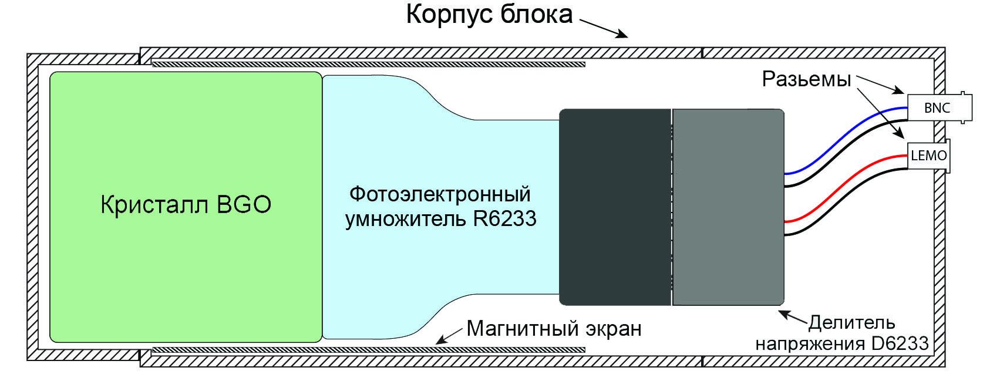 Корпус блока
Разьемы
BNC
LEMO
Кристалл BGO
Фотоэлектронный
умножитель R6233
Магнитный экран
Делитель
напряжения D6233